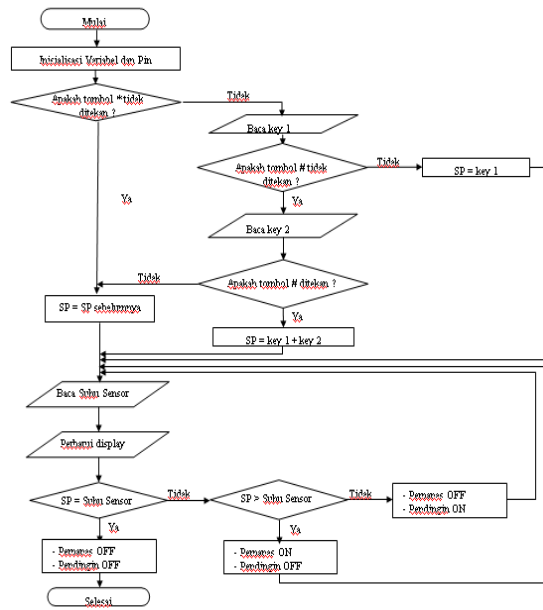 Mulai
Inisialisasi Variabel dan Pin
Apakah tombol * tidak
ditekan ?
Tidak
Baca key 1
Apakah tombol # tidak
ditekan ?
Tidak
SP = key 1
Ya
Ya
Baca key 2
Apakah tombol # ditekan ?
Tidak
SP = SP sebelumnya
Ya
SP = key 1 + key 2
Baca Suhu Sensor
Perbarui display
SP = Suhu Sensor
Tidak
SP > Suhu Sensor
Tidak
- Pemanas OFF
- Pendingin ON
Ya
Ya
- Pemanas OFF
- Pendingin OFF
- Pemanas ON
- Pendingin OFF
Selesai